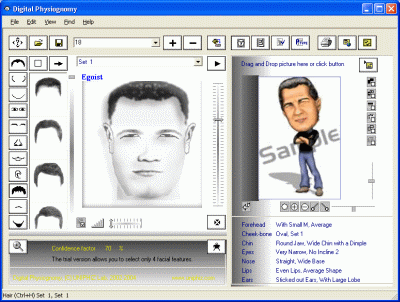 Digital Physiognomy
File Edit View Find Help
18
Set 1
Egoist
Drag and Drop picture here or click button
Sample
Confidence factor 70 %
The trial version allows you to select only 4 facial features.
Forehead With Small M, Average
Cheek-bone Oval, Set 1
Chin Round Jaw, Wide Chin with a Dimple
Eyes Very Narrow, No Incline 2
Nose Straight, Wide Base
Lips Even Lips, Average Shape
Ears Sticked out Ears, With Large Lobe
Hair (Ctrl+H) Set 1, Set 1